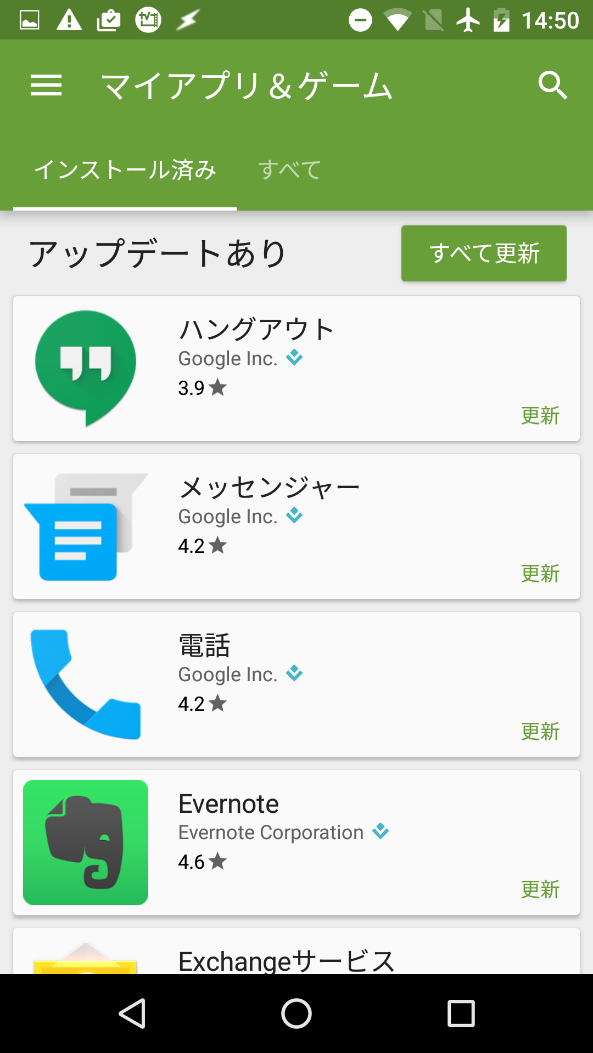 14:50
マイアプリ＆ゲーム
インストール済み すべて
アップデートあり すべて更新
ハングアウト
Google Inc.
3.9
更新
メッセンジャー
Google Inc.
4.2
更新
電話
Google Inc.
4.2
更新
Evernote
Evernote Corporation
4.6
更新
Exchangeサービス